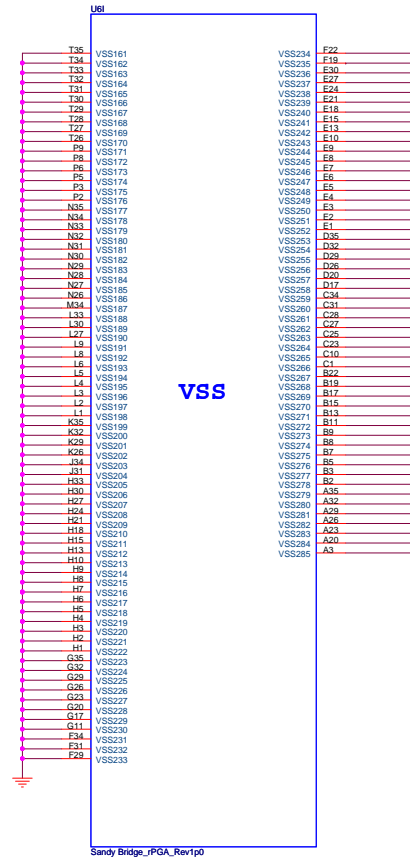 U6I
T35 VSS161
T34 VSS162
T33 VSS163
T32 VSS164
T31 VSS165
T30 VSS166
T29 VSS167
T28 VSS168
T27 VSS169
T26 VSS170
P9 VSS171
P8 VSS172
P6 VSS173
P5 VSS174
P3 VSS175
P2 VSS176
N35 VSS177
N34 VSS178
N33 VSS179
N32 VSS180
N31 VSS181
N30 VSS182
N29 VSS183
N28 VSS184
N27 VSS185
N26 VSS186
M34 VSS187
L33 VSS188
L30 VSS189
L27 VSS190
L9 VSS191
L8 VSS192
L6 VSS193
L5 VSS194
L4 VSS195
L3 VSS196
L2 VSS197
L1 VSS198
K35 VSS199
K32 VSS200
K29 VSS201
K26 VSS202
J34 VSS203
J31 VSS204
H33 VSS205
H30 VSS206
H27 VSS207
H24 VSS208
H21 VSS209
H18 VSS210
H15 VSS211
H13 VSS212
H10 VSS213
H9 VSS214
H8 VSS215
H7 VSS216
H6 VSS217
H5 VSS218
H4 VSS219
H3 VSS220
H2 VSS221
H1 VSS222
G35 VSS223
G32 VSS224
G29 VSS225
G26 VSS226
G23 VSS227
G20 VSS228
G17 VSS229
G11 VSS230
F34 VSS231
F31 VSS232
F29 VSS233
VSS
VSS234 F22
VSS235 F19
VSS236 E30
VSS237 E27
VSS238 E24
VSS239 E21
VSS240 E18
VSS241 E15
VSS242 E13
VSS243 E10
VSS244 E9
VSS245 E8
VSS246 E7
VSS247 E6
VSS248 E5
VSS249 E4
VSS250 E3
VSS251 E2
VSS252 E1
VSS253 D35
VSS254 D32
VSS255 D29
VSS256 D26
VSS257 D20
VSS258 D17
VSS259 C34
VSS260 C31
VSS261 C28
VSS262 C27
VSS263 C25
VSS264 C23
VSS265 C10
VSS266 C1
VSS267 B22
VSS268 B19
VSS269 B17
VSS270 B15
VSS271 B13
VSS272 B11
VSS273 B9
VSS274 B8
VSS275 B7
VSS276 B5
VSS277 B3
VSS278 B2
VSS279 A35
VSS280 A32
VSS281 A29
VSS282 A26
VSS283 A23
VSS284 A20
VSS285 A3
Sandy Bridge_rPGA_Rev1p0